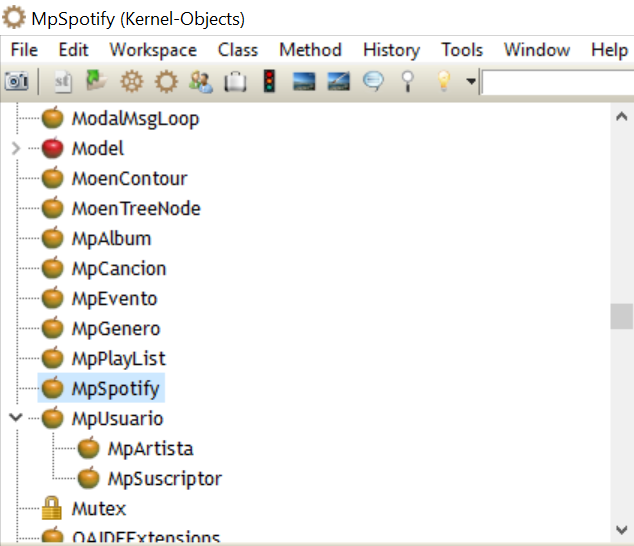 MpSpotify (Kernel-Objects)
File Edit Workspace Class Method History Tools Window Help
st
ModalMsgLoop
Model
MoenContour
MoenTreeNode
MpAlbum
MpCancion
MpEvento
MpGenero
MpPlayList
MpSpotify
MpUsuario
MpArtista
MpSuscriptor
Mutex